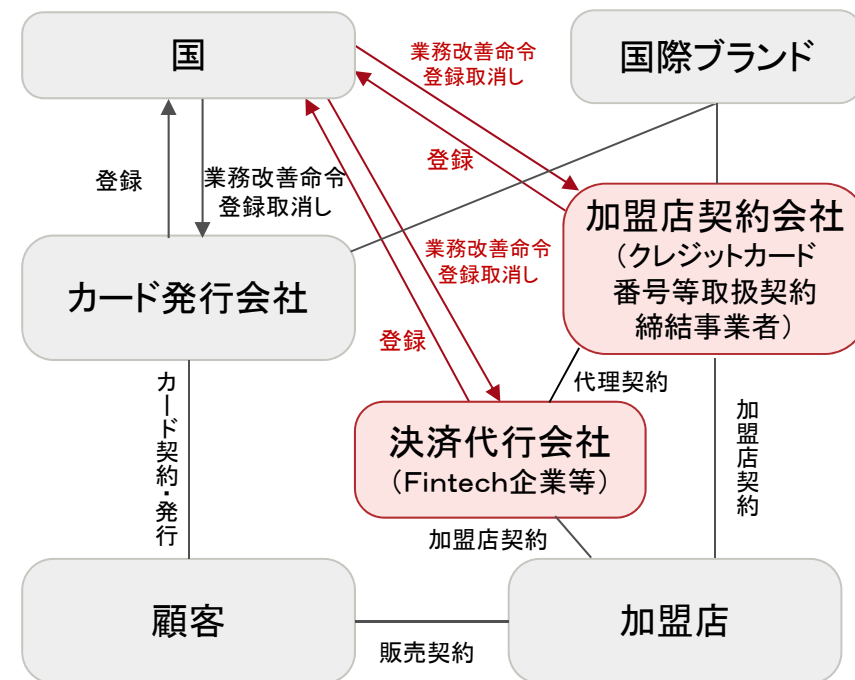 国
業務改善命令
登録取消し
国際ブランド
登録
登録
業務改善命令
登録取消し
加盟店契約会社
（クレジットカード
番号等取扱契約
締結事業者）
業務改善命令
登録取消し
カード発行会社
登録
代理契約
カード契約・発行
決済代行会社
（Fintech企業等）
加盟店契約
加盟店契約
顧客
加盟店
販売契約